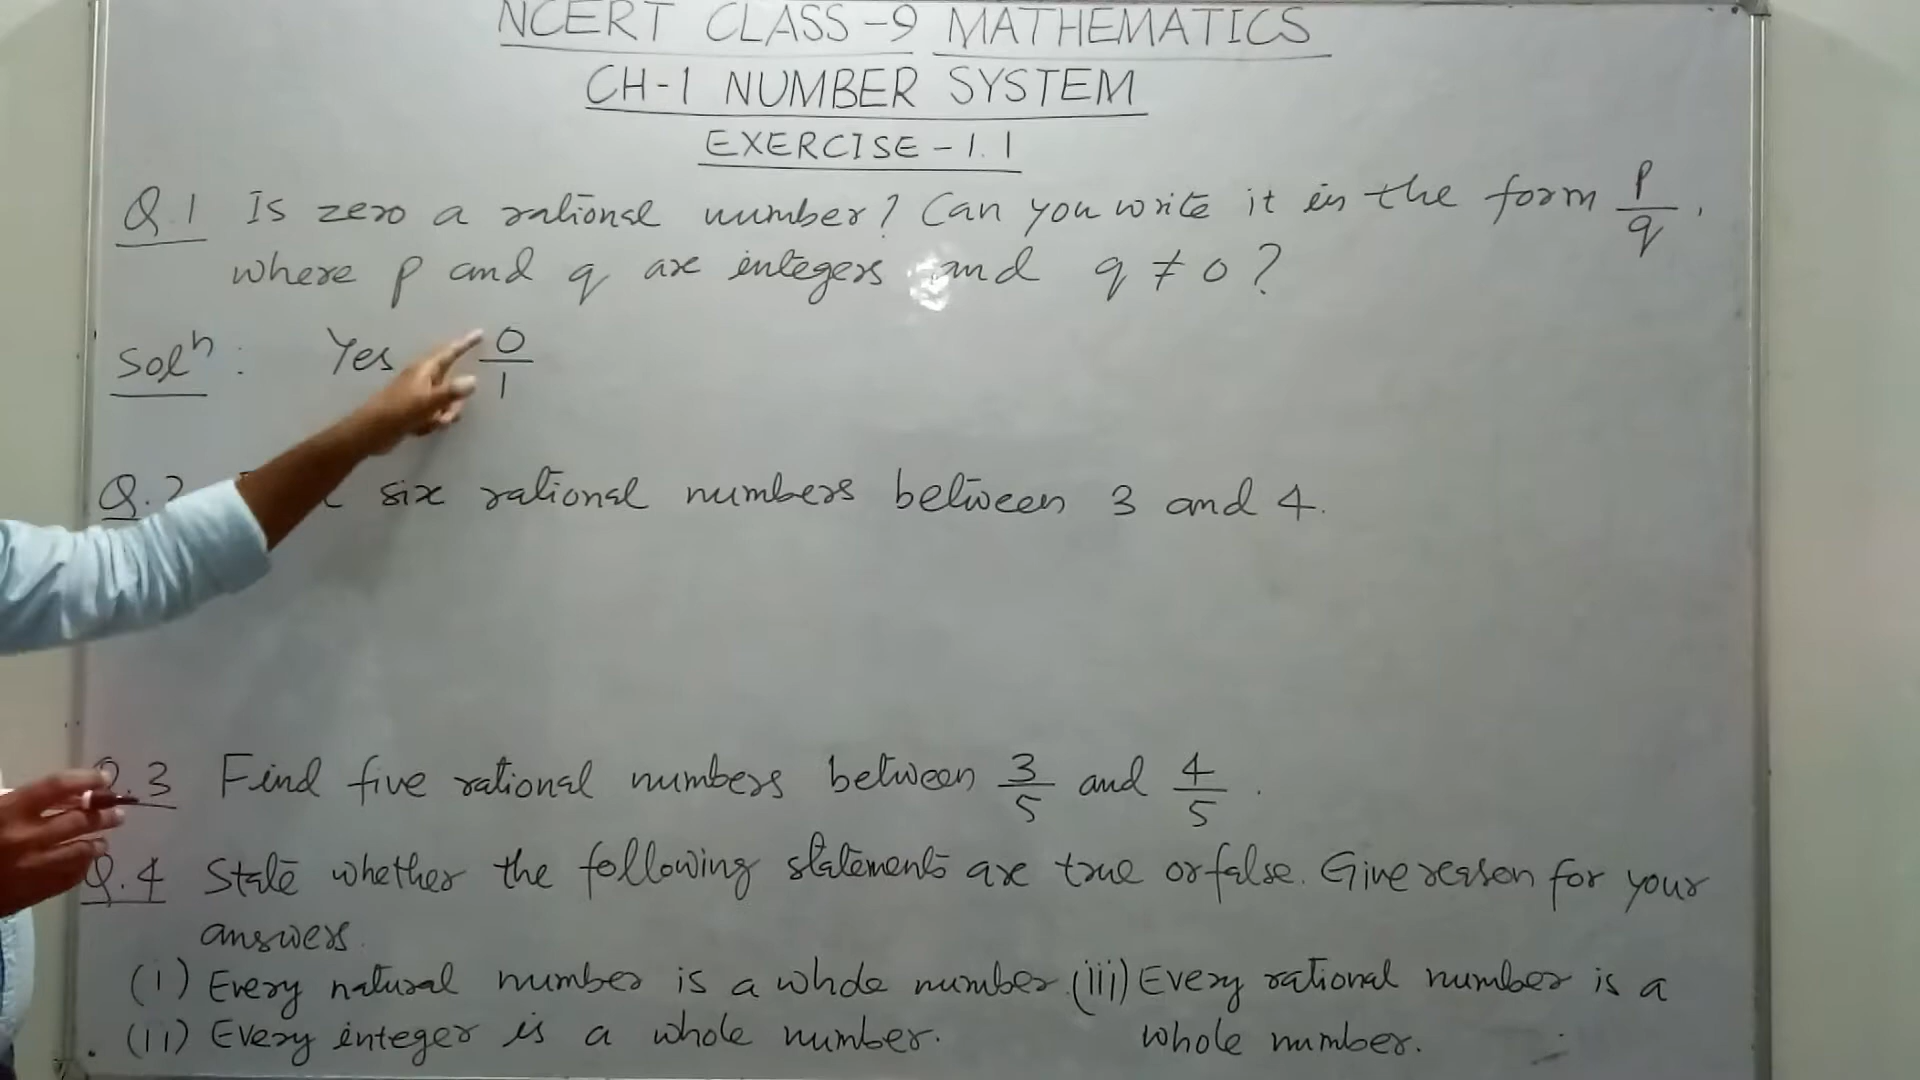 NCERT CLASS-9 MATHEMATICS
CH-1 NUMBER SYSTEM
EXERCISE-1.1
Q.1 Is zero a rational number? Can you write it in the form p/q,
where p and q are integers and q ≠ 0?
Solⁿ: Yes 0/1
Q.2 six rational numbers between 3 and 4.
Q.3 Find five rational numbers between 3/5 and 4/5.
Q.4 State whether the following statements are true or false. Give reason for your
answers.
(i) Every natural number is a whole number. (iii) Every rational number is a
(ii) Every integer is a whole number. whole number.